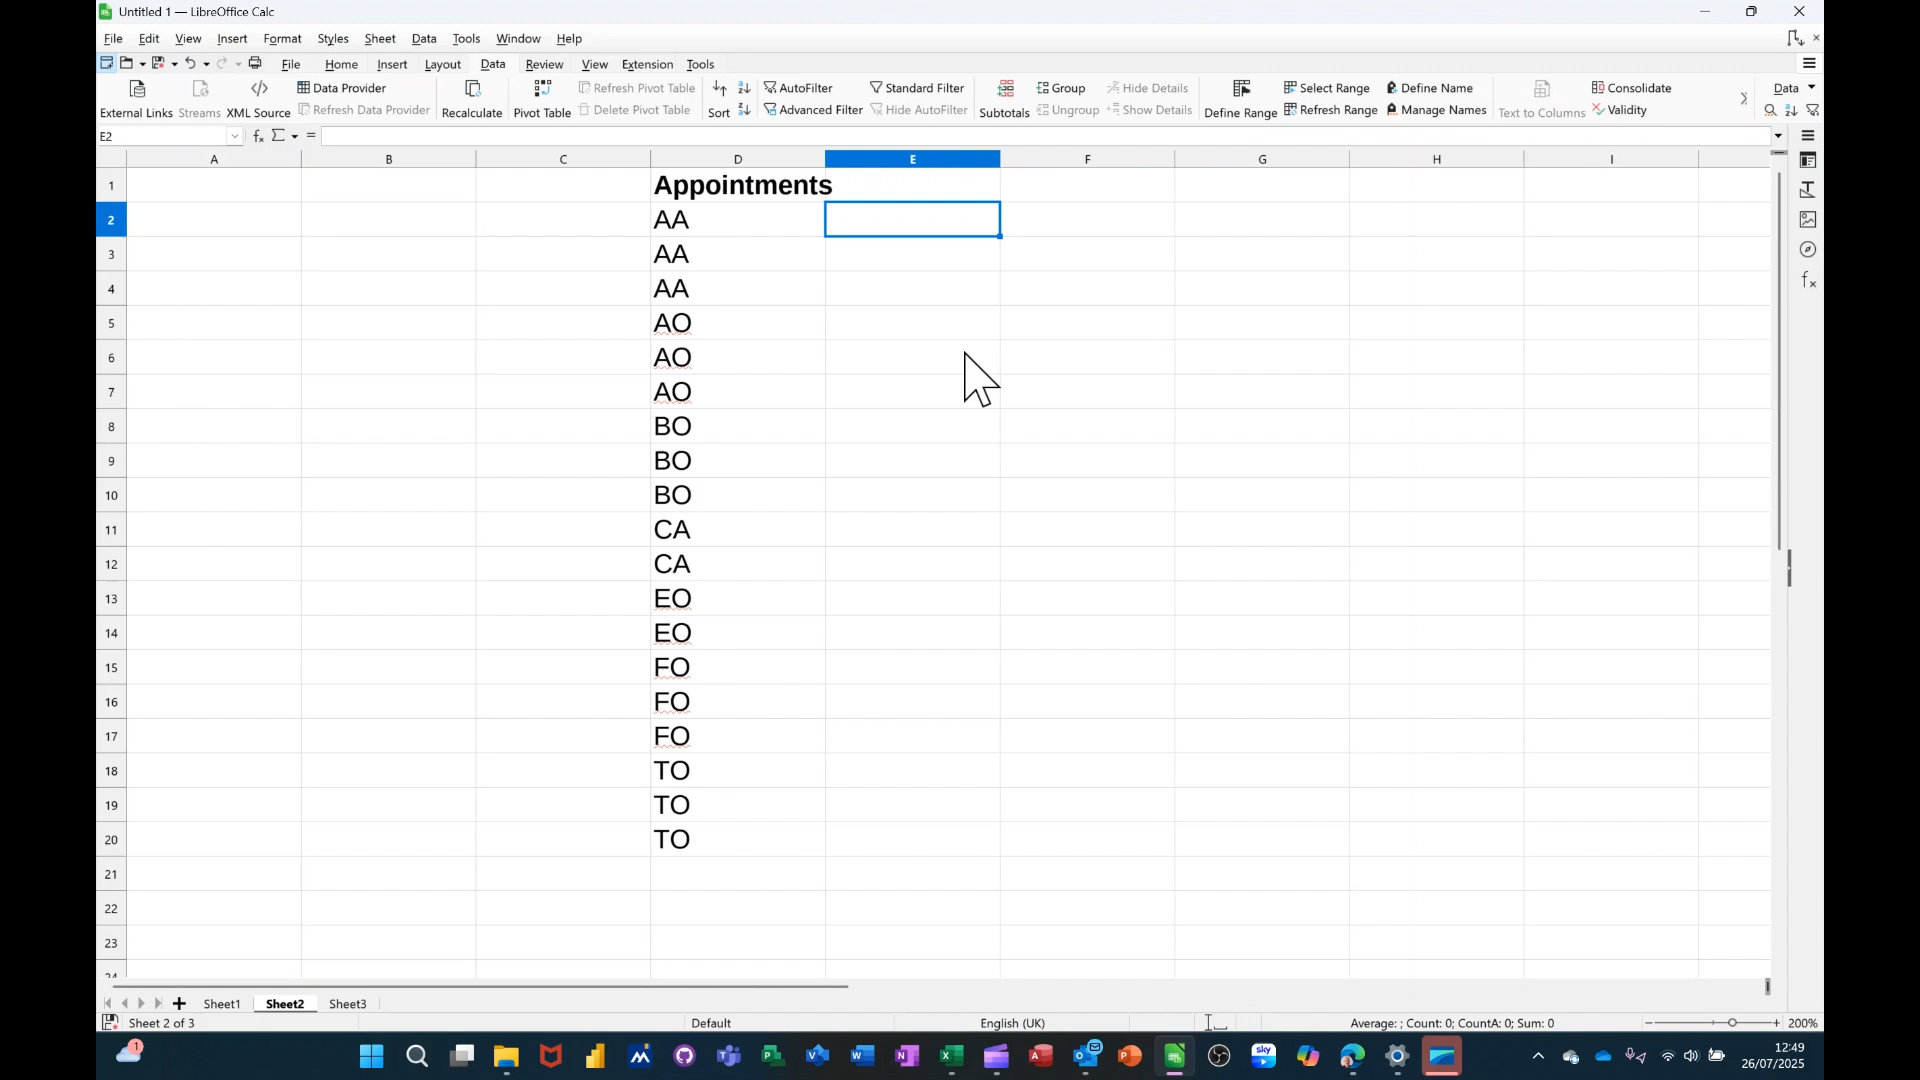 Untitled 1 — LibreOffice Calc
File Edit View Insert Format Styles Sheet Data Tools Window Help
File Home Insert Layout Data Review View Extension Tools
External Links Streams XML Source Data Provider Refresh Data Provider Recalculate Pivot Table Refresh Pivot Table Delete Pivot Table Sort AutoFilter Advanced Filter Standard Filter Hide AutoFilter Subtotals Group Ungroup Hide Details Show Details Define Range Select Range Refresh Range Define Name Manage Names Text to Columns Consolidate Validity Data
E2
A B C D E F G H I
1 Appointments
2 AA
3 AA
4 AA
5 AO
6 AO
7 AO
8 BO
9 BO
10 BO
11 CA
12 CA
13 EO
14 EO
15 FO
16 FO
17 FO
18 TO
19 TO
20 TO
21
22
23
24
Sheet1 Sheet2 Sheet3
Sheet 2 of 3 Default English (UK) Average: ; Count: 0; CountA: 0; Sum: 0 200%
1 sky 12:49
26/07/2025